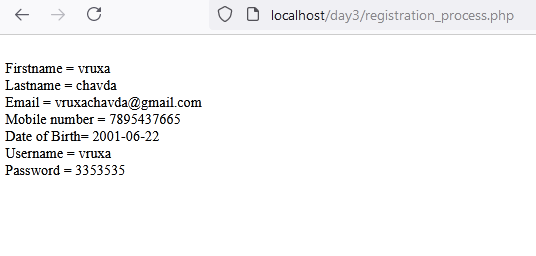 localhost/day3/registration_process.php
Firstname = vruxa
Lastname = chavda
Email = vruxachavda@gmail.com
Mobile number = 7895437665
Date of Birth= 2001-06-22
Username = vruxa
Password = 3353535